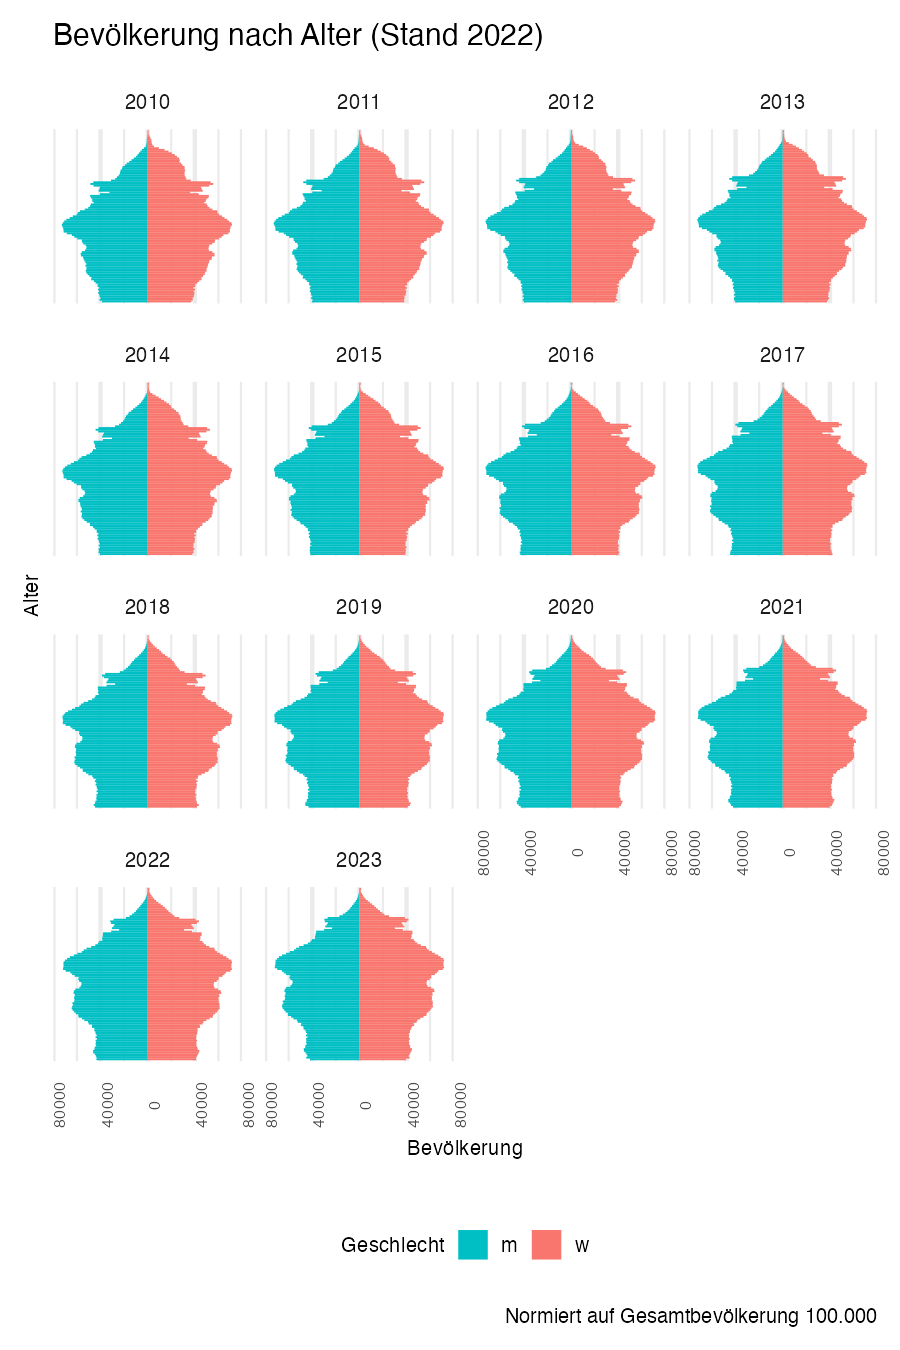 Bevölkerung nach Alter (Stand 2022)
2010 2011 2012 2013
2014 2015 2016 2017
Alter
2018 2019 2020 2021
80000 40000 0 40000 80000 80000 40000 0 40000 80000
2022 2023
80000 40000 0 40000 80000 80000 40000 0 40000 80000
Bevölkerung
Geschlecht m w
Normiert auf Gesamtbevölkerung 100.000